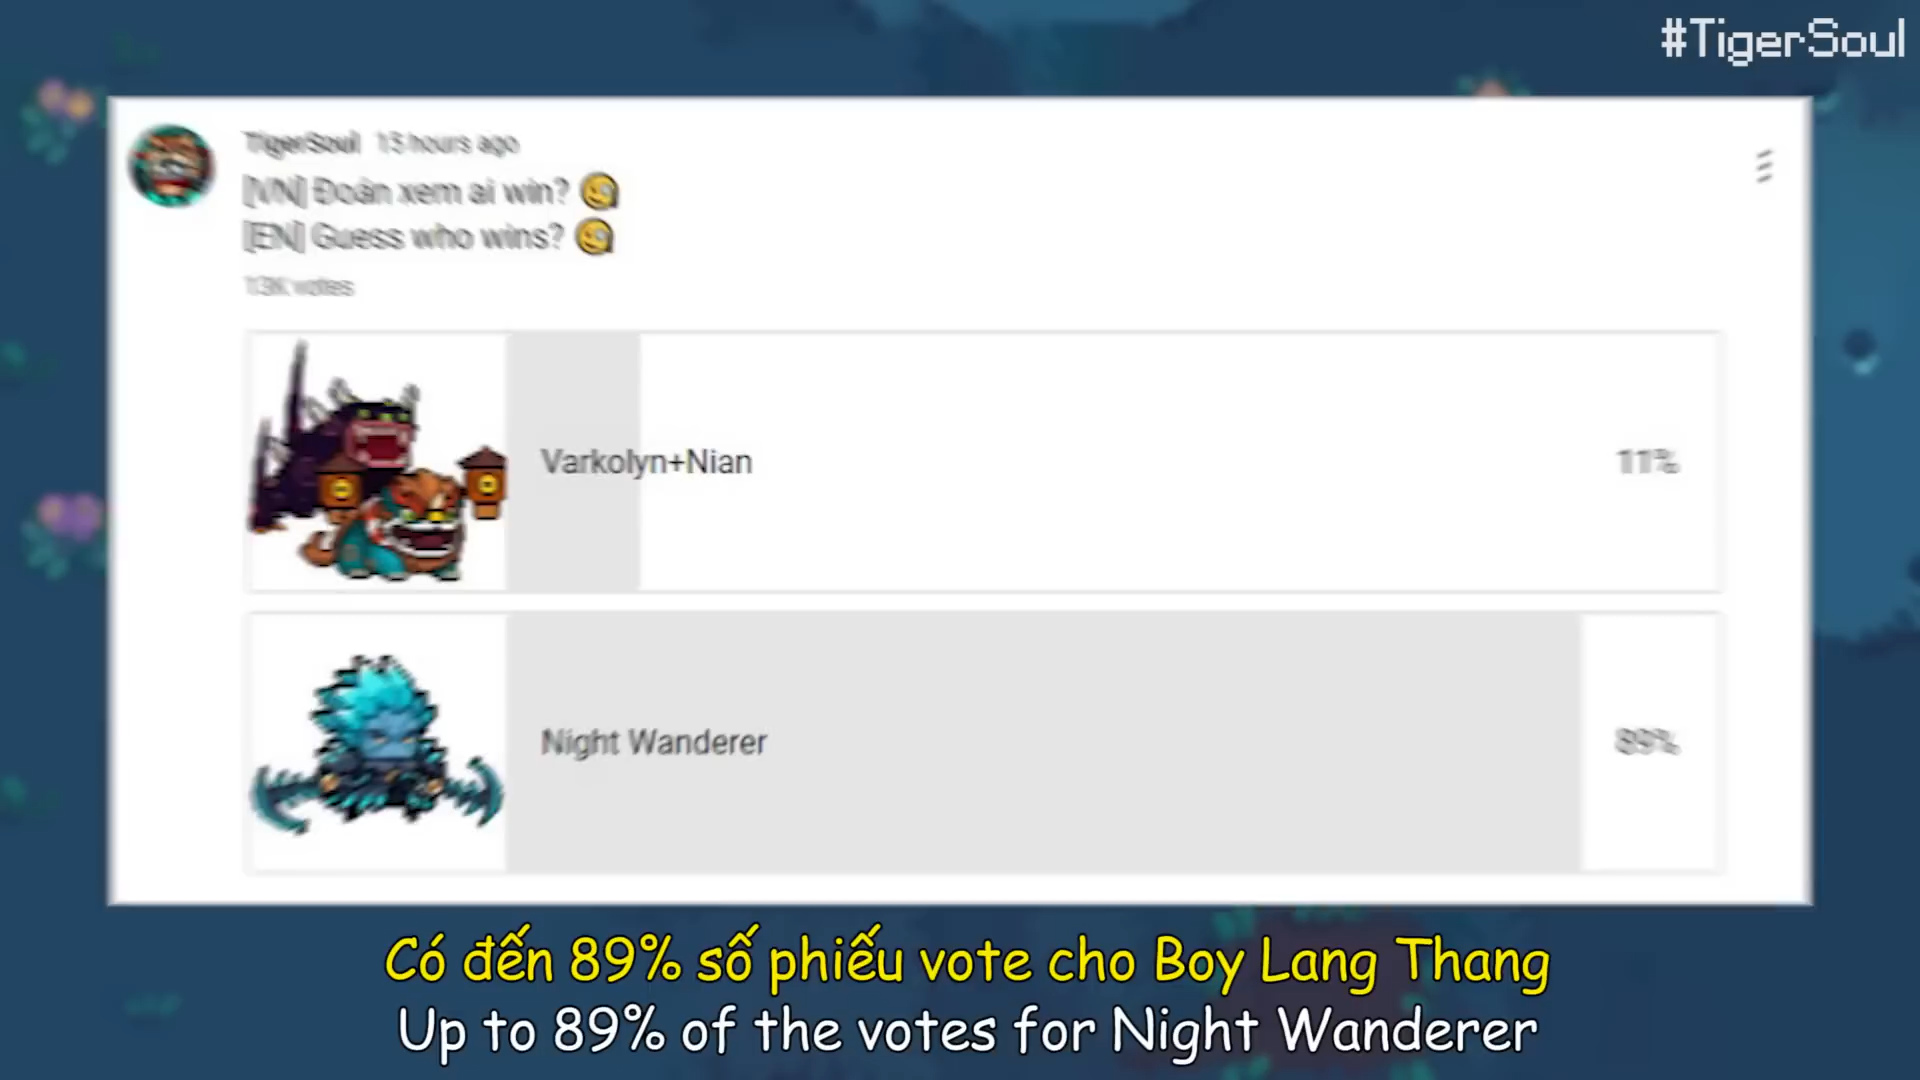 #TigerSoul
TigerSoul 15 hours ago
[VN] Đoán xem ai win?
[EN] Guess who wins?
13K votes
Varkolyn+Nian
11%
Night Wanderer
89%
Có đến 89% số phiếu vote cho Boy Lang Thang
Up to 89% of the votes for Night Wanderer